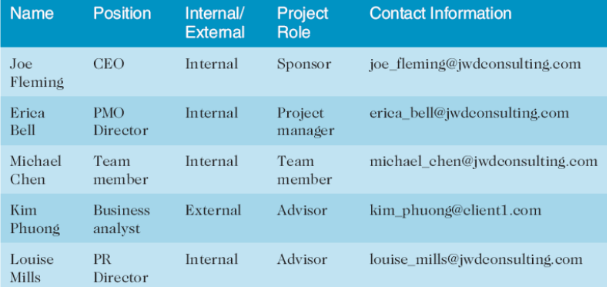 Name Position Internal/ Project Contact Information
External Role
Joe CEO Internal Sponsor joe_fleming@jwdconsulting.com
Fleming
Erica PMO Internal Project erica_bell@jwdconsulting.com
Bell Director manager
Michael Team Internal Team michael_chen@jwdconsulting.com
Chen member member
Kim Business External Advisor kim_phuong@client1.com
Phuong analyst
Louise PR Internal Advisor louise_mills@jwdconsulting.com
Mills Director